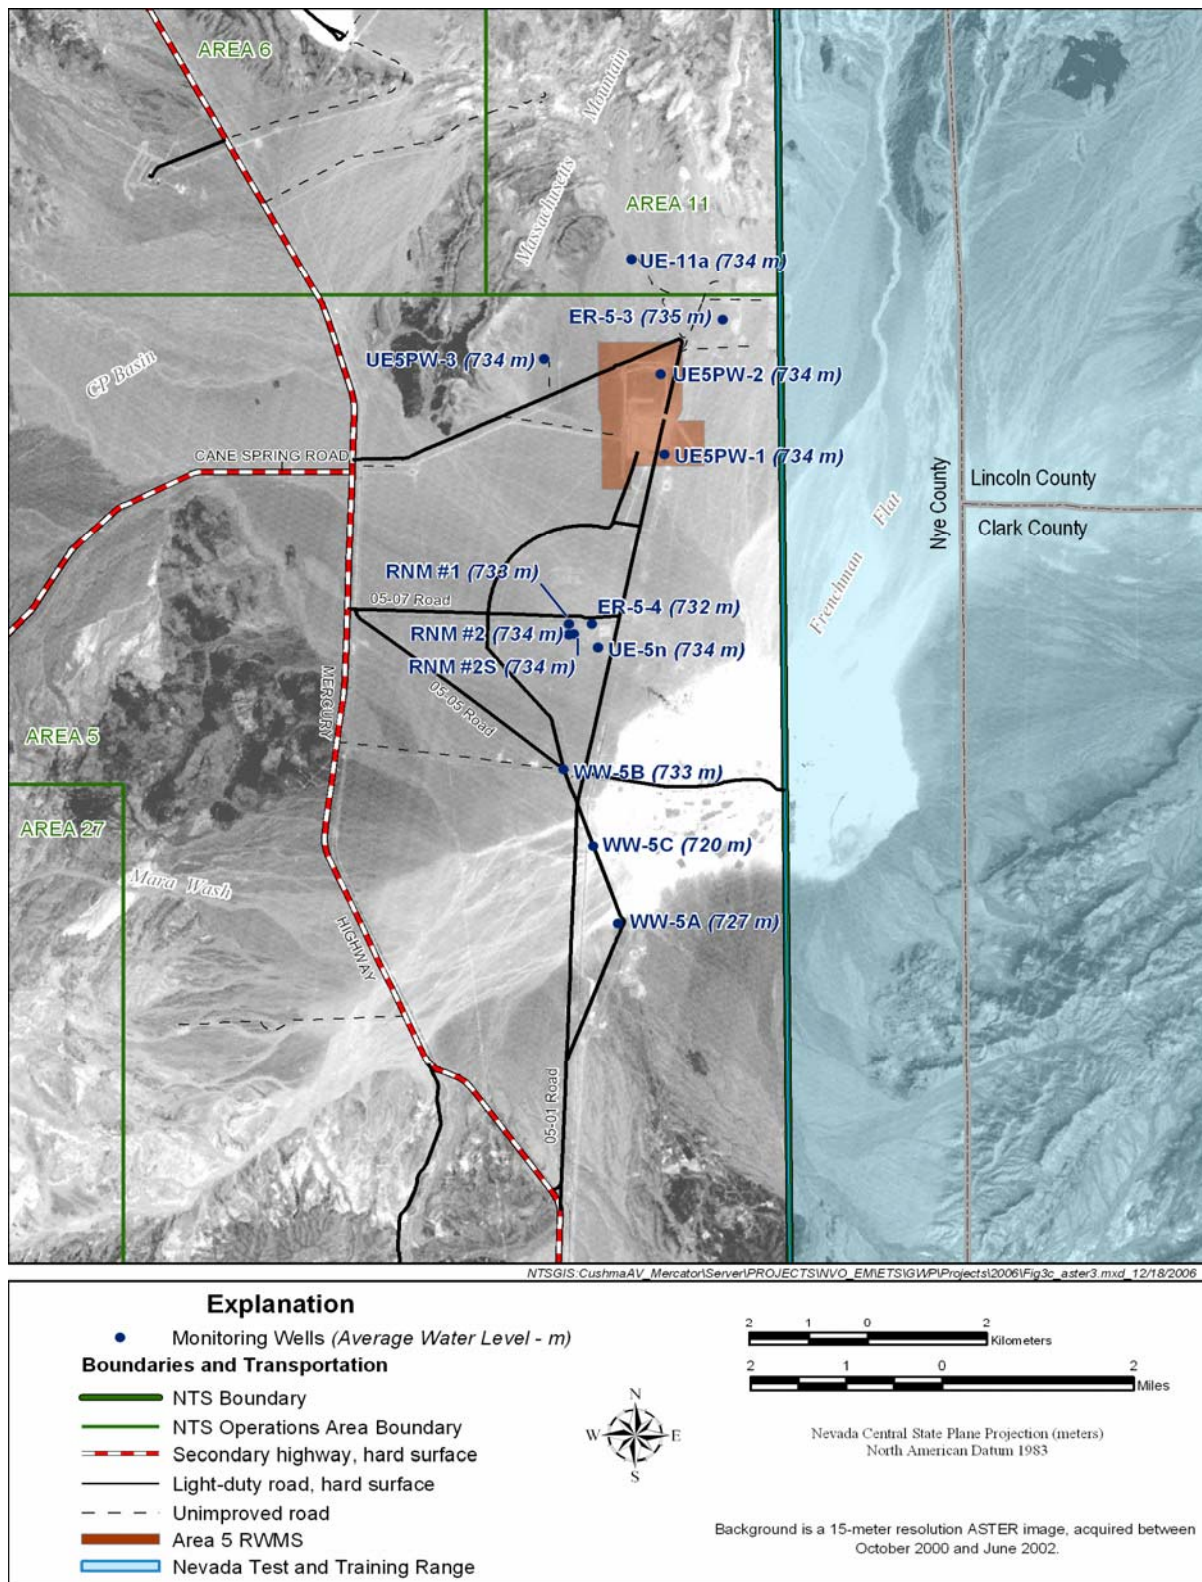 AREA 6
Massachusetts Mountain
AREA 11
UE-11a (734 m)
ER-5-3 (735 m)
UE5PW-3 (734 m)
UE5PW-2 (734 m)
CP Basin
CANE SPRING ROAD
UE5PW-1 (734 m)
Lincoln County
Nye County
Clark County
Frenchman Flat
RNM #1 (733 m)
05-07 Road
ER-5-4 (732 m)
RNM #2 (734 m)
UE-5n (734 m)
RNM #2S (734 m)
05-05 Road
MERCURY
AREA 5
WW-5B (733 m)
AREA 27
WW-5C (720 m)
Mara Wash
WW-5A (727 m)
HIGHWAY
05-01 Road
NTSGIS:CushmaAV_Mercator\Server\PROJECTS\NVO_EM\ETS\GWP\Projects\2006\Fig3c_aster3.mxd_12/18/2006
Explanation
Monitoring Wells (Average Water Level - m)
Boundaries and Transportation
NTS Boundary
NTS Operations Area Boundary
Secondary highway, hard surface
Light-duty road, hard surface
Unimproved road
Area 5 RWMS
Nevada Test and Training Range
N
W E
S
2 1 0 2
Kilometers
2 1 0 2
Miles
Nevada Central State Plane Projection (meters)
North American Datum 1983
Background is a 15-meter resolution ASTER image, acquired between
October 2000 and June 2002.